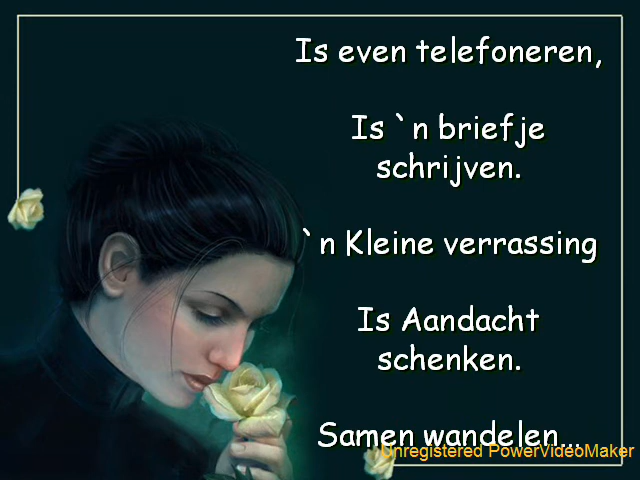 Is even telefoneren,
Is `n briefje
schrijven.
`n Kleine verrassing
Is Aandacht
schenken.
Samen wandelen...
Unregistered PowerVideoMaker